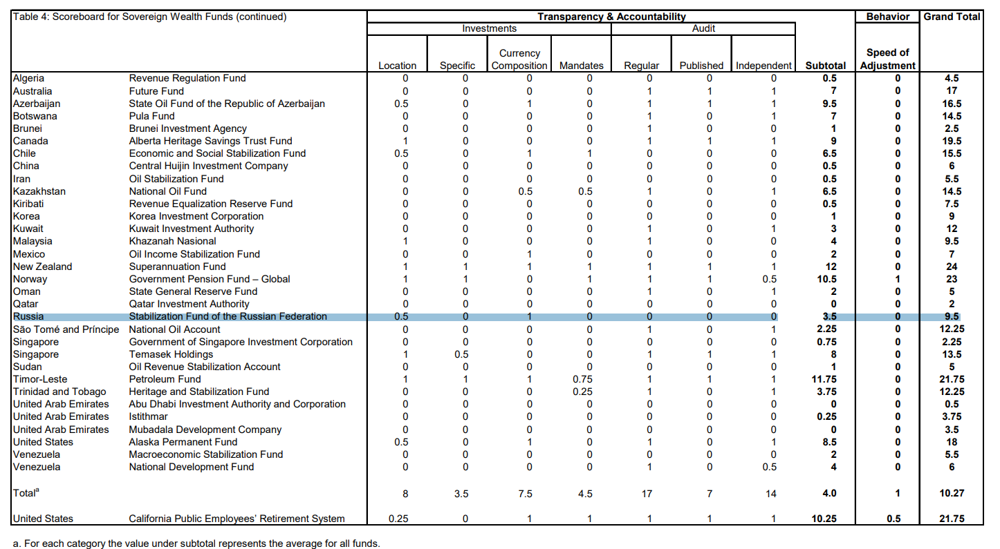 Table 4: Scoreboard for Sovereign Wealth Funds (continued) Transparency & Accountability Behavior Grand Total
Investments Audit
Location Specific Currency Composition Mandates Regular Published Independent Subtotal Speed of Adjustment
Algeria Revenue Regulation Fund 0 0 0 0 0 0 0 0.5 0 4.5
Australia Future Fund 0 0 0 0 1 1 1 7 0 17
Azerbaijan State Oil Fund of the Republic of Azerbaijan 0.5 0 1 0 1 1 1 9.5 0 16.5
Botswana Pula Fund 0 0 0 0 1 0 1 7 0 14.5
Brunei Brunei Investment Agency 0 0 0 0 1 0 0 1 0 2.5
Canada Alberta Heritage Savings Trust Fund 1 0 0 0 1 1 1 9 0 19.5
Chile Economic and Social Stabilization Fund 0.5 0 1 1 0 0 0 6.5 0 15.5
China Central Huijin Investment Company 0 0 0 0 0 0 0 0.5 0 6
Iran Oil Stabilization Fund 0 0 0 0 0 0 0 0.5 0 5.5
Kazakhstan National Oil Fund 0 0 0.5 0.5 1 0 1 6.5 0 14.5
Kiribati Revenue Equalization Reserve Fund 0 0 0 0 0 0 0 0.5 0 7.5
Korea Korea Investment Corporation 0 0 0 0 0 0 0 1 0 9
Kuwait Kuwait Investment Authority 0 0 0 0 1 0 1 3 0 12
Malaysia Khazanah Nasional 1 0 0 0 1 0 0 4 0 9.5
Mexico Oil Income Stabilization Fund 0 0 1 0 0 0 0 2 0 7
New Zealand Superannuation Fund 1 1 1 1 1 1 1 12 0 24
Norway Government Pension Fund – Global 1 1 0 1 1 1 0.5 10.5 1 23
Oman State General Reserve Fund 0 0 0 0 1 0 1 2 0 5
Qatar Qatar Investment Authority 0 0 0 0 0 0 0 0 0 2
Russia Stabilization Fund of the Russian Federation 0.5 0 1 0 0 0 0 3.5 0 9.5
São Tomé and Príncipe National Oil Account 0 0 0 0 1 0 1 2.25 0 12.25
Singapore Government of Singapore Investment Corporation 0 0 0 0 0 0 0 0.75 0 2.25
Singapore Temasek Holdings 1 0.5 0 0 1 1 1 8 0 13.5
Sudan Oil Revenue Stabilization Account 0 0 0 0 0 0 0 1 0 5
Timor-Leste Petroleum Fund 1 1 1 0.75 1 1 1 11.75 0 21.75
Trinidad and Tobago Heritage and Stabilization Fund 0 0 0 0.25 1 0 1 3.75 0 12.25
United Arab Emirates Abu Dhabi Investment Authority and Corporation 0 0 0 0 0 0 0 0 0 0.5
United Arab Emirates Istithmar 0 0 0 0 0 0 0 0.25 0 3.75
United Arab Emirates Mubadala Development Company 0 0 0 0 0 0 0 0 0 3.5
United States Alaska Permanent Fund 0.5 0 1 0 1 0 1 8.5 0 18
Venezuela Macroeconomic Stabilization Fund 0 0 0 0 0 0 0 2 0 5.5
Venezuela National Development Fund 0 0 0 0 1 0 0.5 4 0 6
Totalᵃ 8 3.5 7.5 4.5 17 7 14 4.0 1 10.27
United States California Public Employees’ Retirement System 0.25 0 1 1 1 1 1 10.25 0.5 21.75
a. For each category the value under subtotal represents the average for all funds.